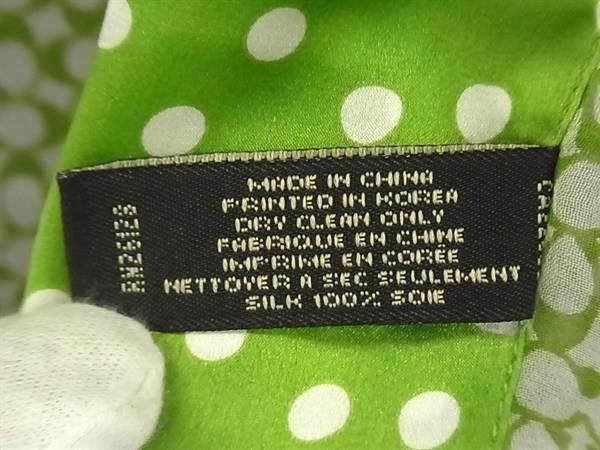 MADE IN CHINA
PRINTED IN KOREA
DRY CLEAN ONLY
FABRIQUE EN CHINE
IMPRIME EN CORÉE
NETTOYER A SEC SEULEMENT
SILK 100% SOIE